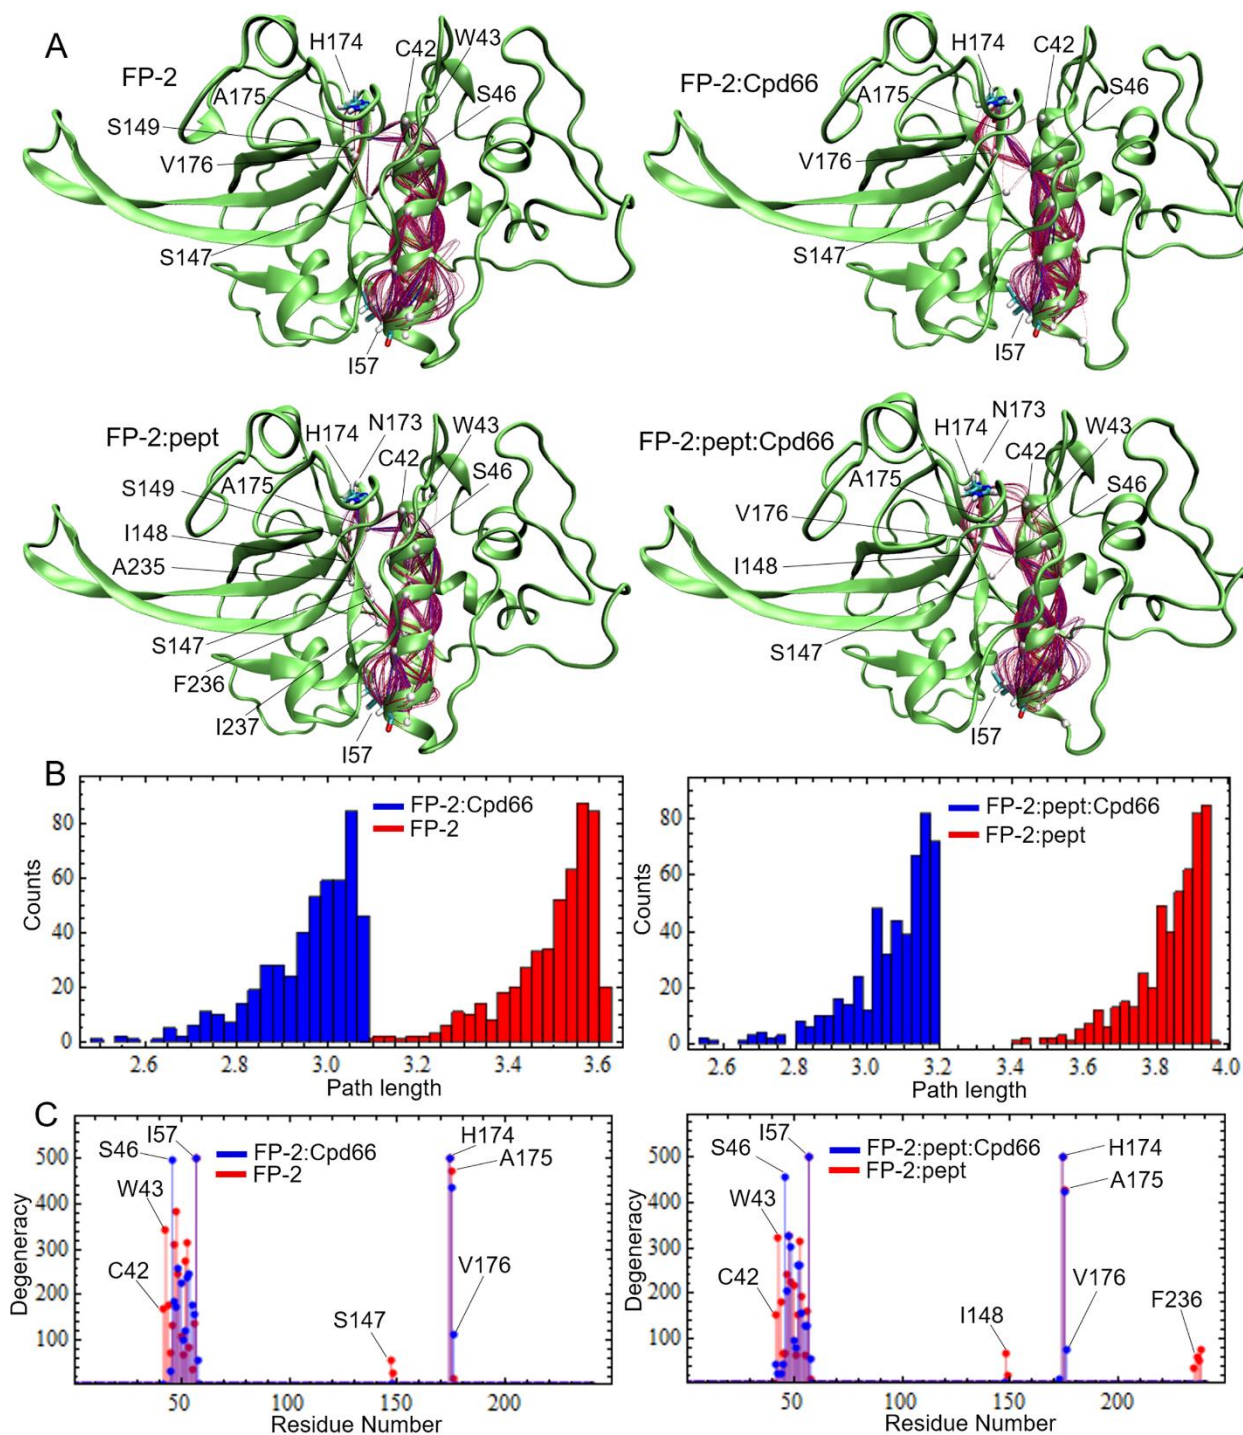 A
FP-2
H174
C42
W43
A175
S46
S149
V176
S147
I57
FP-2:Cpd66
H174
C42
A175
S46
V176
S147
I57
FP-2:pept
H174
N173
W43
C42
S149
A175
S46
I148
A235
S147
F236
I237
I57
FP-2:pept:Cpd66
N173
H174
C42
W43
A175
S46
V176
I148
S147
I57
B
80
60
40
20
0
Counts
FP-2:Cpd66
FP-2
2.6 2.8 3.0 3.2 3.4 3.6
Path length
80
60
40
20
0
Counts
FP-2:pept:Cpd66
FP-2:pept
2.6 2.8 3.0 3.2 3.4 3.6 3.8 4.0
Path length
C
500
400
300
200
100
Degeneracy
S46
I57
FP-2:Cpd66
FP-2
H174
A175
W43
C42
V176
S147
50 100 150 200
Residue Number
500
400
300
200
100
Degeneracy
I57
S46
FP-2:pept:Cpd66
FP-2:pept
H174
A175
W43
C42
V176
I148
F236
50 100 150 200
Residue Number